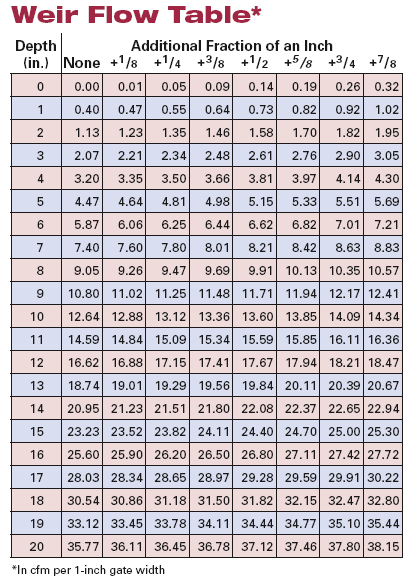 Weir Flow Table*
Depth Additional Fraction of an Inch
(in.) None +1/8 +1/4 +3/8 +1/2 +5/8 +3/4 +7/8
0 0.00 0.01 0.05 0.09 0.14 0.19 0.26 0.32
1 0.40 0.47 0.55 0.64 0.73 0.82 0.92 1.02
2 1.13 1.23 1.35 1.46 1.58 1.70 1.82 1.95
3 2.07 2.21 2.34 2.48 2.61 2.76 2.90 3.05
4 3.20 3.35 3.50 3.66 3.81 3.97 4.14 4.30
5 4.47 4.64 4.81 4.98 5.15 5.33 5.51 5.69
6 5.87 6.06 6.25 6.44 6.62 6.82 7.01 7.21
7 7.40 7.60 7.80 8.01 8.21 8.42 8.63 8.83
8 9.05 9.26 9.47 9.69 9.91 10.13 10.35 10.57
9 10.80 11.02 11.25 11.48 11.71 11.94 12.17 12.41
10 12.64 12.88 13.12 13.36 13.60 13.85 14.09 14.34
11 14.59 14.84 15.09 15.34 15.59 15.85 16.11 16.36
12 16.62 16.88 17.15 17.41 17.67 17.94 18.21 18.47
13 18.74 19.01 19.29 19.56 19.84 20.11 20.39 20.67
14 20.95 21.23 21.51 21.80 22.08 22.37 22.65 22.94
15 23.23 23.52 23.82 24.11 24.40 24.70 25.00 25.30
16 25.60 25.90 26.20 26.50 26.80 27.11 27.42 27.72
17 28.03 28.34 28.65 28.97 29.28 29.59 29.91 30.22
18 30.54 30.86 31.18 31.50 31.82 32.15 32.47 32.80
19 33.12 33.45 33.78 34.11 34.44 34.77 35.10 35.44
20 35.77 36.11 36.45 36.78 37.12 37.46 37.80 38.15
*In cfm per 1-inch gate width